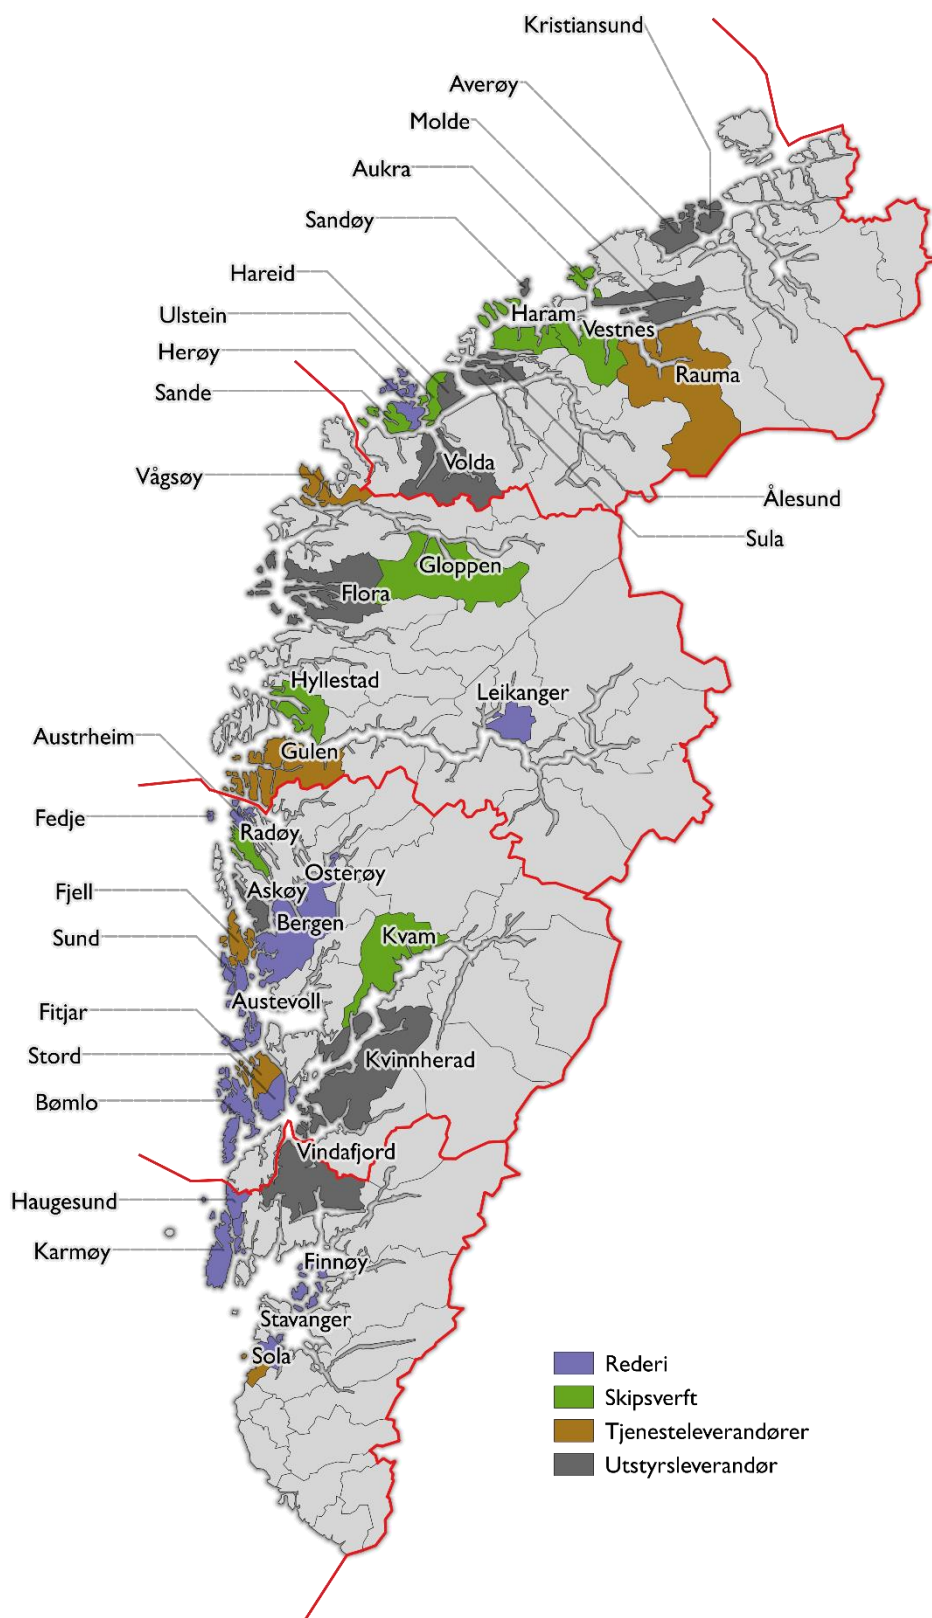 Kristiansund
Averøy
Molde
Aukra
Sandøy
Hareid
Ulstein
Haram
Vestnes
Herøy
Rauma
Sande
Volda
Vågsøy
Ålesund
Sula
Gloppen
Flora
Hyllestad
Leikanger
Austrheim
Gulen
Fedje
Radøy
Osterøy
Fjell
Askøy
Bergen
Sund
Kvam
Austevoll
Fitjar
Stord
Kvinnherad
Bømlo
Vindafjord
Haugesund
Karmøy
Finnøy
Stavanger
Sola
Rederi
Skipsverft
Tjenesteleverandører
Utstyrsleverandør